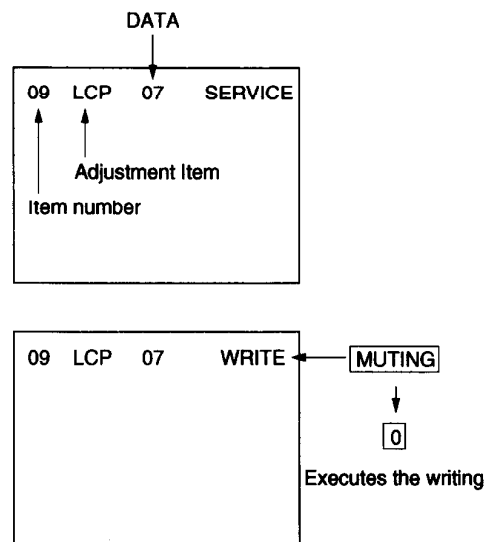 DATA
09 LCP 07 SERVICE
Adjustment Item
Item number
09 LCP 07 WRITE
MUTING
0
Executes the writing